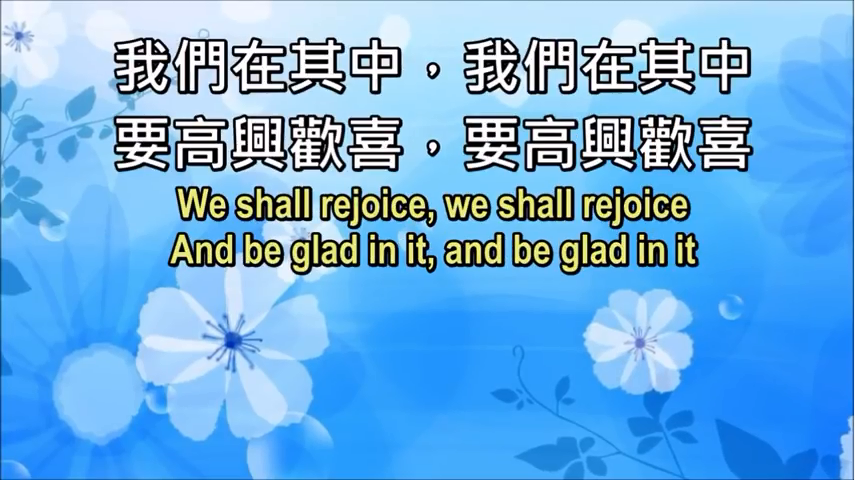 我們在其中，我們在其中
要高興歡喜，要高興歡喜
We shall rejoice, we shall rejoice
And be glad in it, and be glad in it